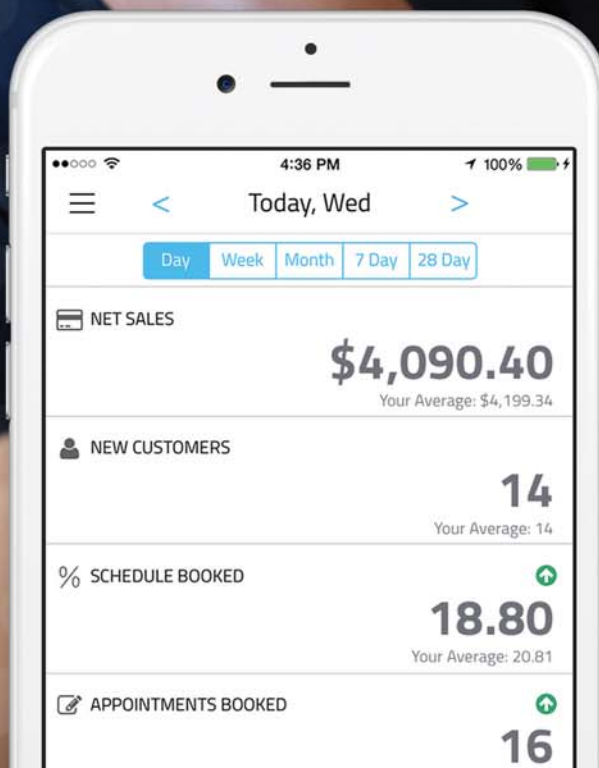 4:36 PM
100%
< Today, Wed >
Day Week Month 7 Day 28 Day
NET SALES
$4,090.40
Your Average: $4,199.34
NEW CUSTOMERS
14
Your Average: 14
% SCHEDULE BOOKED
18.80
Your Average: 20.81
APPOINTMENTS BOOKED
16